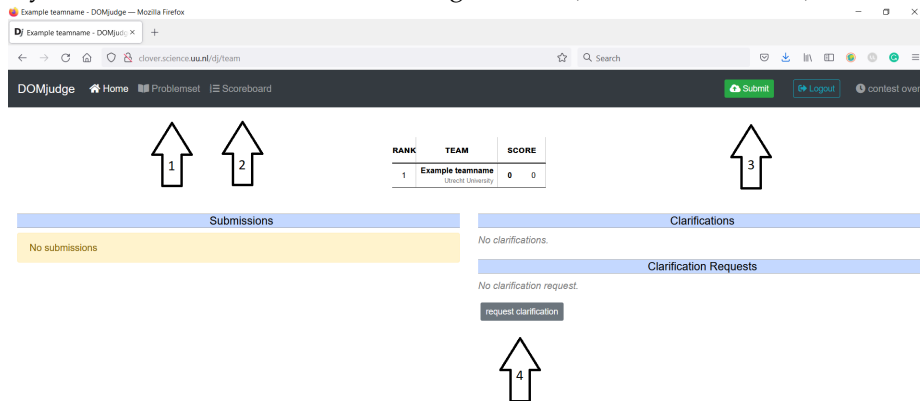 Example teamname - DOMjudge — Mozilla Firefox
Dj Example teamname - DOMjudg
clover.science.uu.nl/dj/team
Search
DOMjudge Home Problemset Scoreboard Submit Logout contest over
1 2 3
RANK TEAM SCORE
1 Example teamname 0 0
Utrecht University
Submissions
No submissions
Clarifications
No clarifications.
Clarification Requests
No clarification request.
request clarification
4